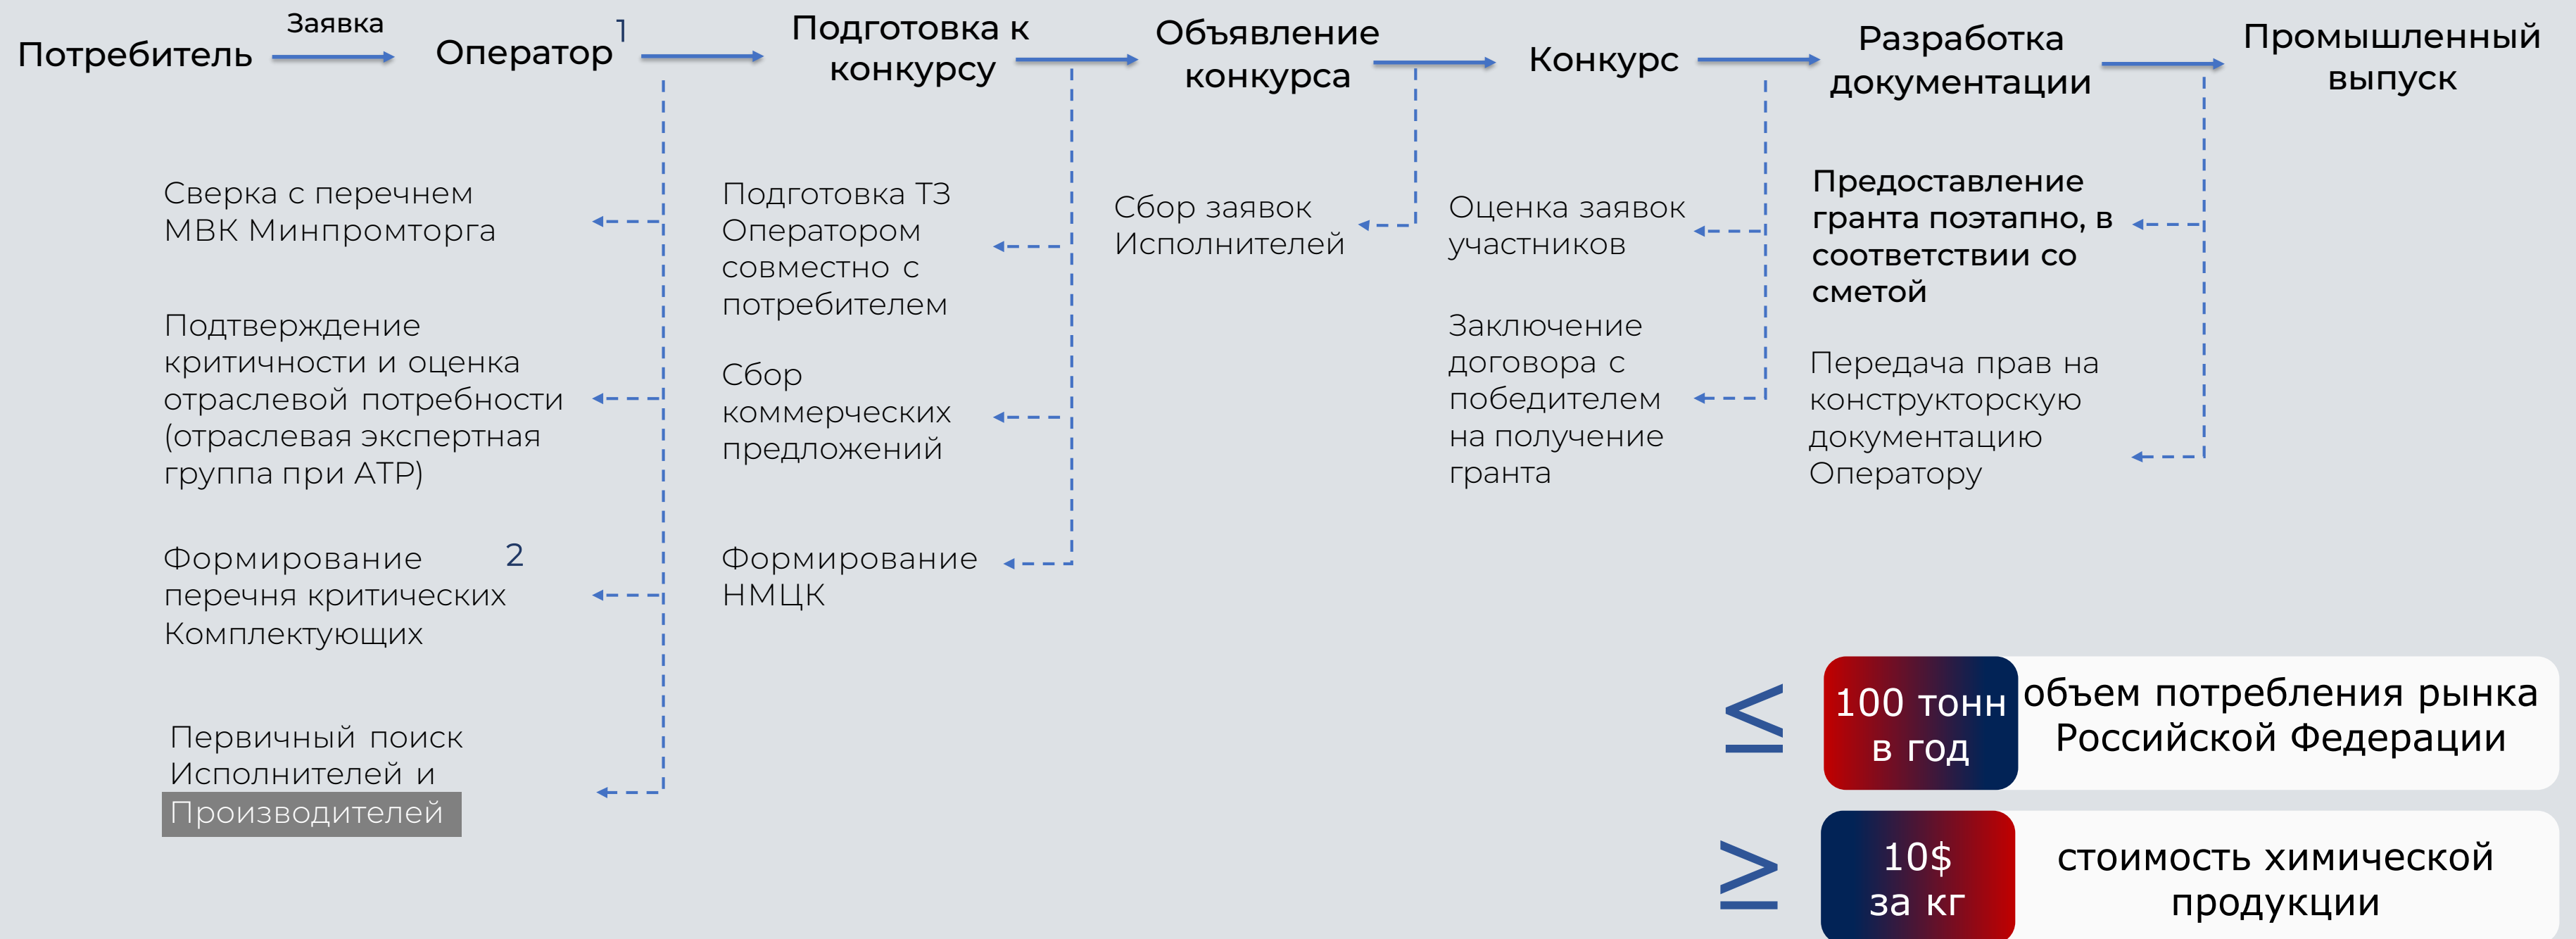 Потребитель
Заявка
Оператор
1
Подготовка к
конкурсу
Объявление
конкурса
Конкурс
Разработка
документации
Промышленный
выпуск
Сверка с перечнем
МВК Минпромторга
Подтверждение
критичности и оценка
отраслевой потребности
(отраслевая экспертная
группа при АТР)
Формирование
2
перечня критических
Комплектующих
Первичный поиск
Исполнителей и
Производителей
Подготовка ТЗ
Оператором
совместно с
потребителем
Сбор
коммерческих
предложений
Формирование
НМЦК
Сбор заявок
Исполнителей
Оценка заявок
участников
Заключение
договора с
победителем
на получение
гранта
Предоставление
гранта поэтапно, в
соответствии со
сметой
Передача прав на
конструкторскую
документацию
Оператору
≤
100 тонн
в год
объем потребления рынка
Российской Федерации
≥
10$
за кг
стоимость химической
продукции